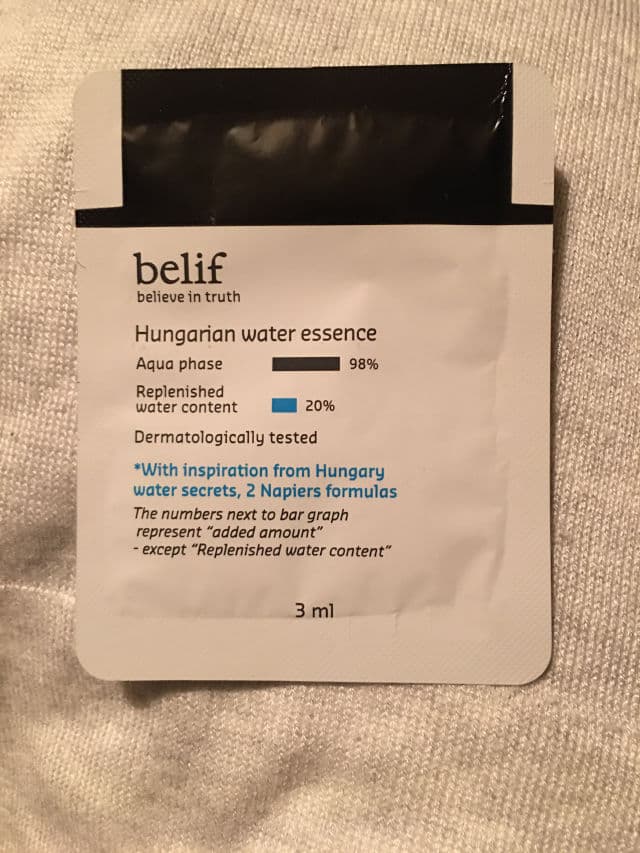 belif
believe in truth
Hungarian water essence
Aqua phase 98%
Replenished
water content 20%
Dermatologically tested
*With inspiration from Hungary
water secrets, 2 Napiers formulas
The numbers next to bar graph
represent "added amount"
- except "Replenished water content"
3 ml